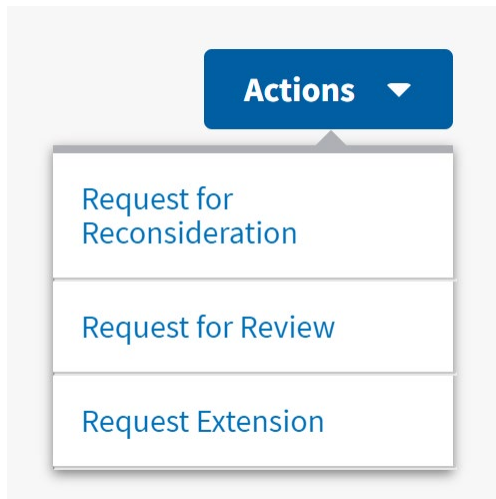 Actions
Request for
Reconsideration
Request for Review
Request Extension